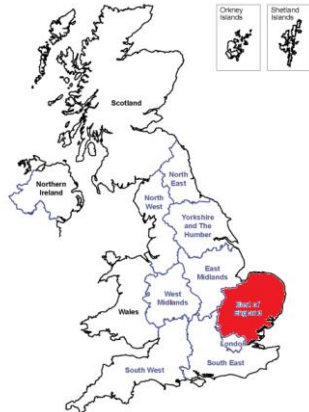 Orkney
Islands
Shetland
Islands
Scotland
Northern
Ireland
North
East
North
West
Yorkshire
and The
Humber
East
Midlands
West
Midlands
East of
England
Wales
London
South West
South East